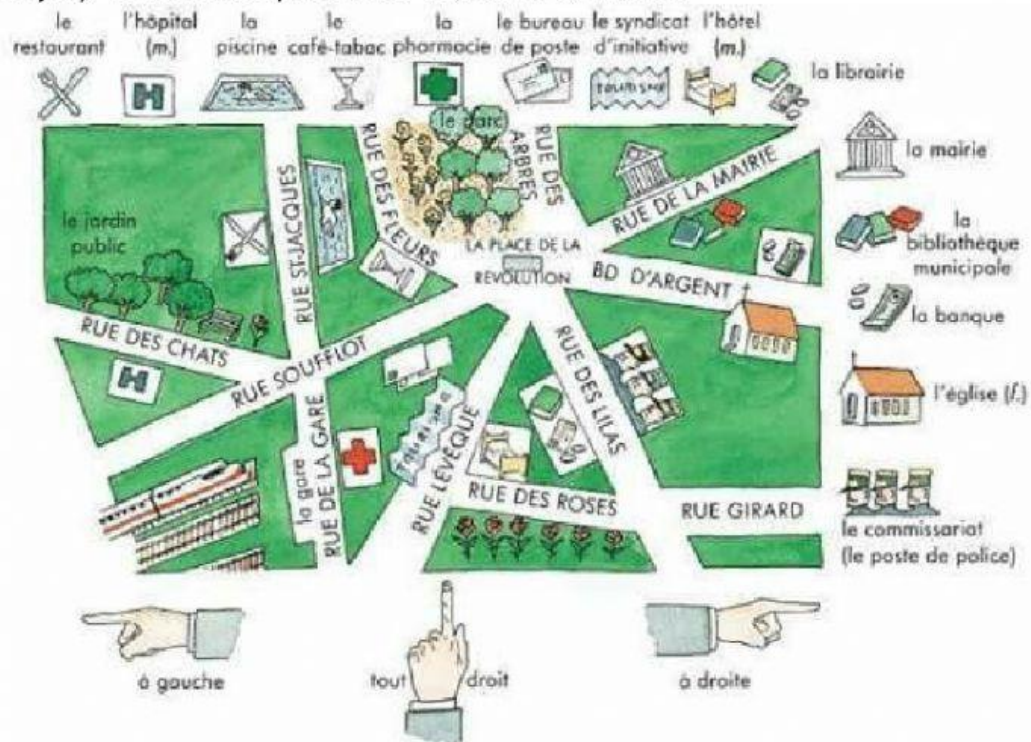 le
restaurant
l'hôpital
(m.)
la
piscine
le
café-tabac
la
pharmacie
le bureau
de poste
le syndicat
d'initiative
l'hôtel
(m.)
la librairie
H
TOURISME
le parc
RUE DES FLEURS
RUE DES
ARBRES
RUE ST-JACQUES
RUE DE LA MAIRIE
la mairie
le jardin
public
LA PLACE DE LA
RÉVOLUTION
BD D'ARGENT
la
bibliothèque
municipale
la banque
RUE DES CHATS
RUE SOUFFLOT
H
RUE DES LILAS
l'église (f.)
la gare
RUE DE LA GARE
RUE LÉVÊQUE
RUE DES ROSES
RUE GIRARD
le commissariat
(le poste de police)
à gauche
tout droit
à droite